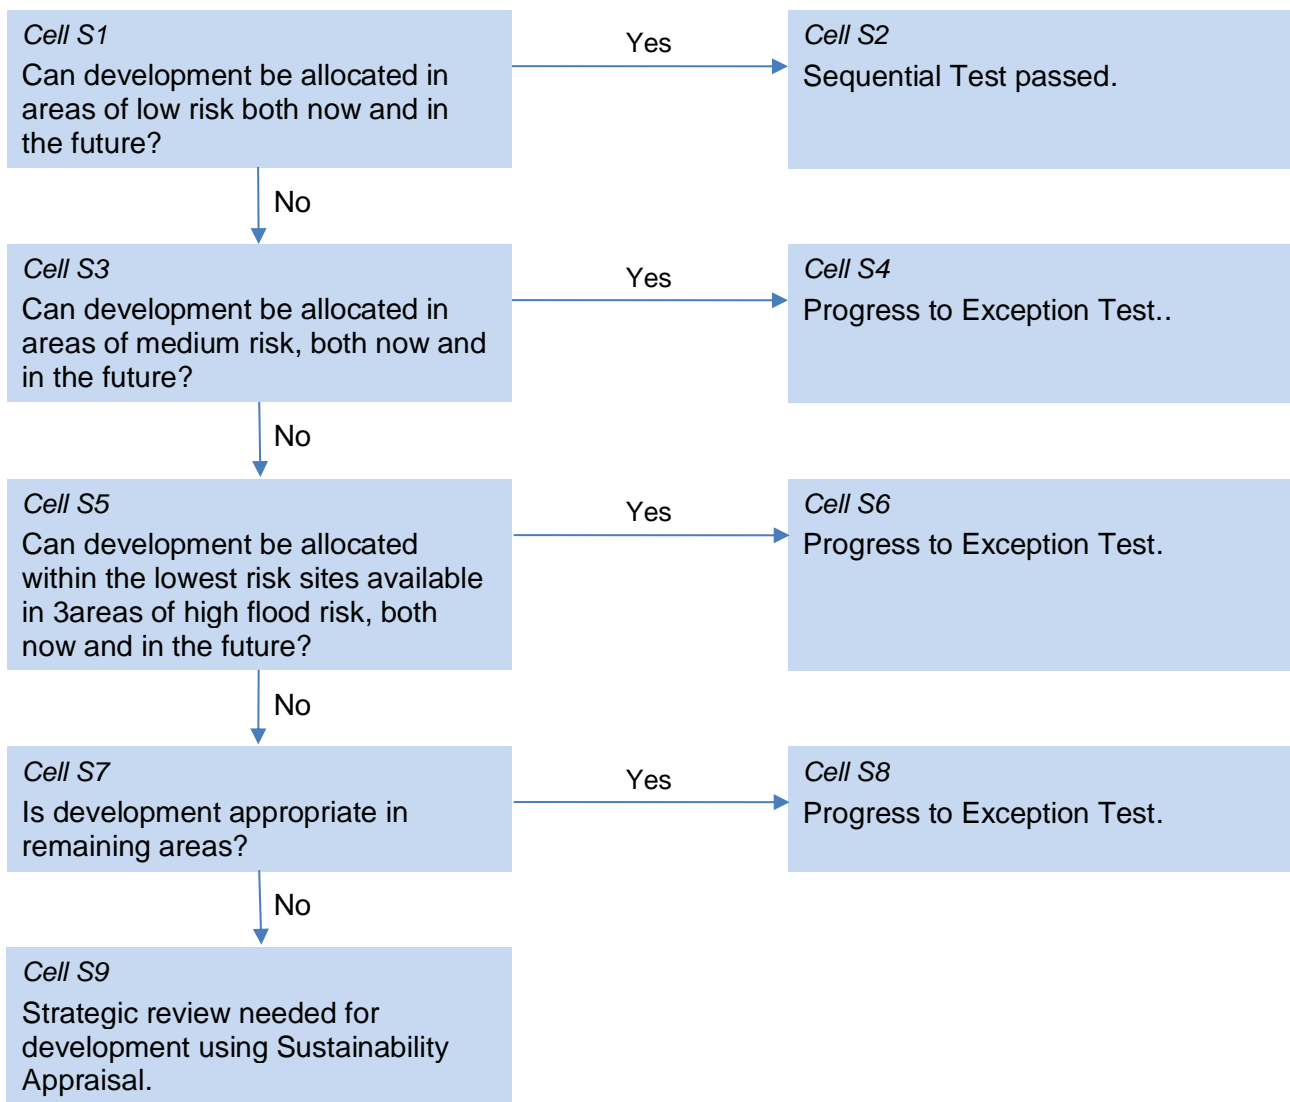 Cell S1
Can development be allocated in
areas of low risk both now and in
the future?
Yes
Cell S2
Sequential Test passed.
No
Cell S3
Can development be allocated in
areas of medium risk, both now and
in the future?
Yes
Cell S4
Progress to Exception Test..
No
Cell S5
Can development be allocated
within the lowest risk sites available
in 3areas of high flood risk, both
now and in the future?
Yes
Cell S6
Progress to Exception Test.
No
Cell S7
Is development appropriate in
remaining areas?
Yes
Cell S8
Progress to Exception Test.
No
Cell S9
Strategic review needed for
development using Sustainability
Appraisal.